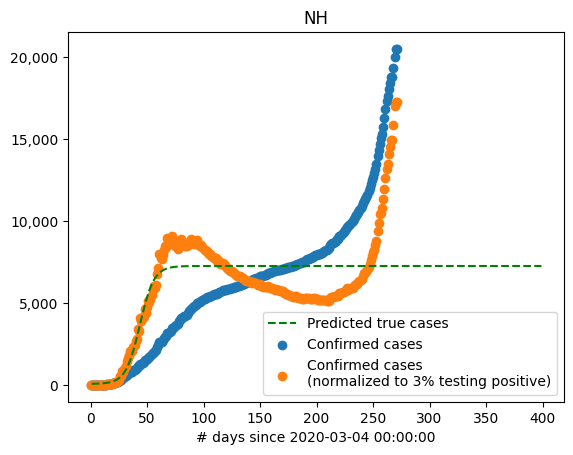 NH
20,000
15,000
10,000
5,000
0
Predicted true cases
Confirmed cases
Confirmed cases
(normalized to 3% testing positive)
0 50 100 150 200 250 300 350 400
# days since 2020-03-04 00:00:00